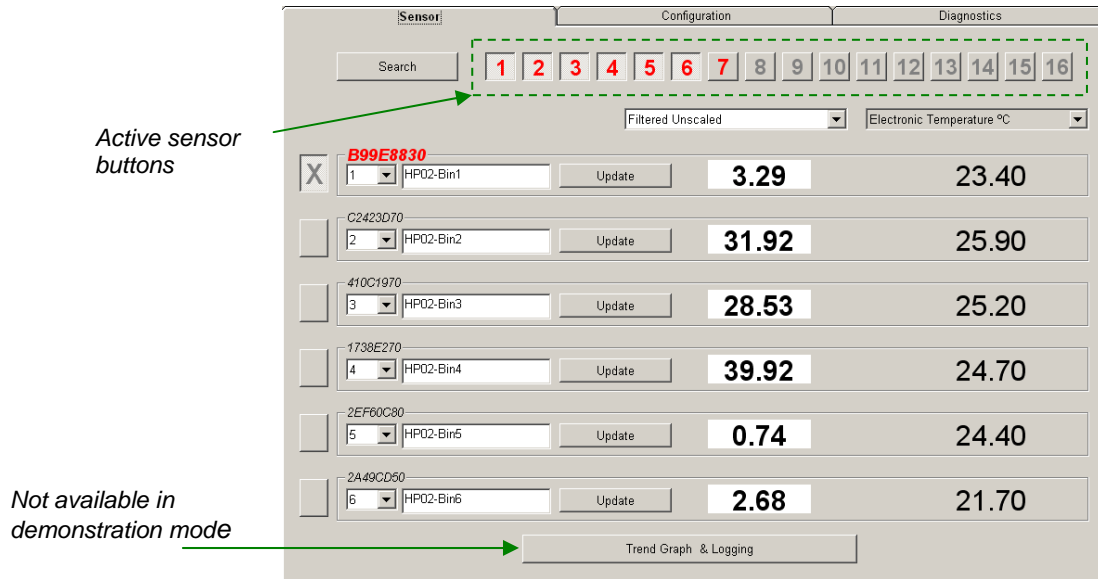 Sensor Configuration Diagnostics
Search 1 2 3 4 5 6 7 8 9 10 11 12 13 14 15 16
Filtered Unscaled Electronic Temperature ºC
Active sensor
buttons
B99E8830
X 1 HP02-Bin1 Update 3.29 23.40
C2423D70
2 HP02-Bin2 Update 31.92 25.90
410C1970
3 HP02-Bin3 Update 28.53 25.20
1738E270
4 HP02-Bin4 Update 39.92 24.70
2EF60C80
5 HP02-Bin5 Update 0.74 24.40
2A49CD50
6 HP02-Bin6 Update 2.68 21.70
Not available in
demonstration mode
Trend Graph & Logging